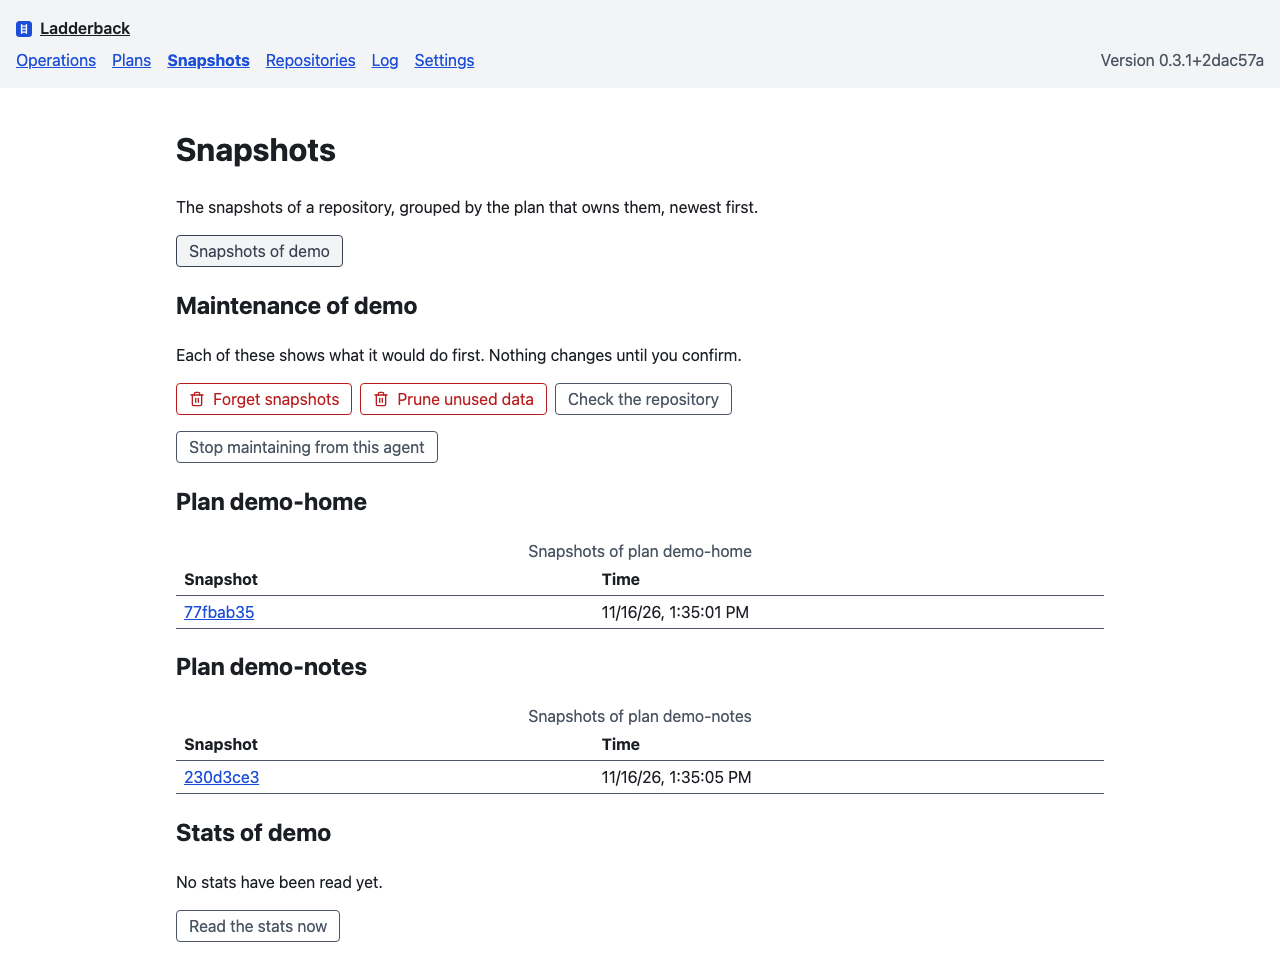 Ladderback
Operations Plans Snapshots Repositories Log Settings Version 0.3.1+2dac57a
Snapshots
The snapshots of a repository, grouped by the plan that owns them, newest first.
Snapshots of demo
Maintenance of demo
Each of these shows what it would do first. Nothing changes until you confirm.
Forget snapshots Prune unused data Check the repository
Stop maintaining from this agent
Plan demo-home
Snapshots of plan demo-home
Snapshot Time
77fbab35 11/16/26, 1:35:01 PM
Plan demo-notes
Snapshots of plan demo-notes
Snapshot Time
230d3ce3 11/16/26, 1:35:05 PM
Stats of demo
No stats have been read yet.
Read the stats now